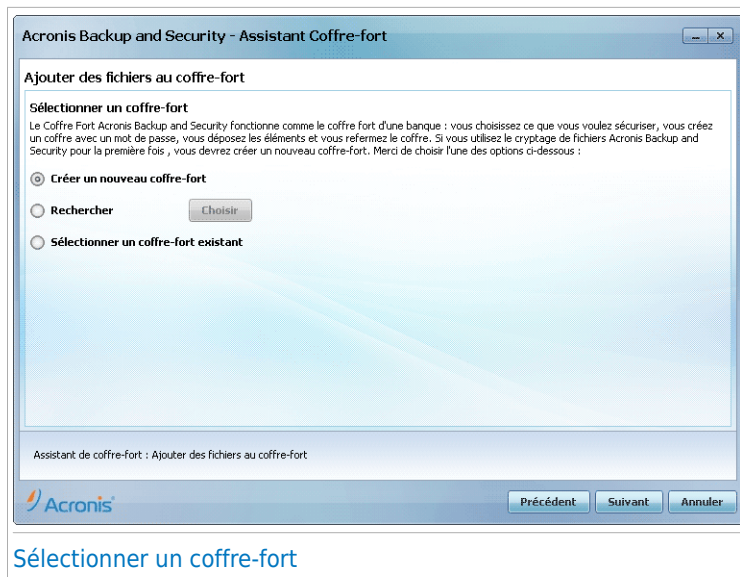 Acronis Backup and Security - Assistant Coffre-fort
Ajouter des fichiers au coffre-fort
Sélectionner un coffre-fort
Le Coffre Fort Acronis Backup and Security fonctionne comme le coffre fort d'une banque : vous choisissez ce que vous voulez sécuriser, vous créez
un coffre avec un mot de passe, vous déposez les éléments et vous refermez le coffre. Si vous utilisez le cryptage de fichiers Acronis Backup and
Security pour la première fois , vous devrez créer un nouveau coffre-fort. Merci de choisir l'une des options ci-dessous :
Créer un nouveau coffre-fort
Rechercher Choisir
Sélectionner un coffre-fort existant
Assistant de coffre-fort : Ajouter des fichiers au coffre-fort
Acronis
Précédent Suivant Annuler
Sélectionner un coffre-fort